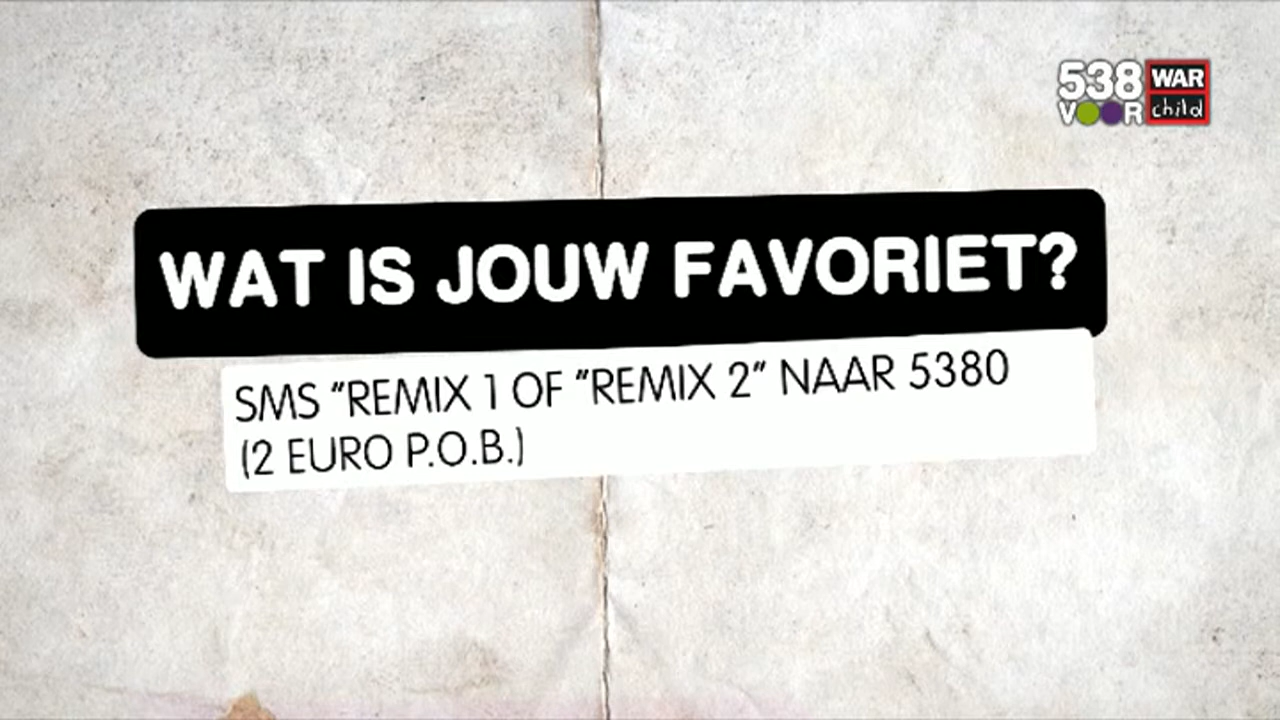 538 WAR
VOOR child
WAT IS JOUW FAVORIET?
SMS "REMIX 1 OF "REMIX 2" NAAR 5380
(2 EURO P.O.B.)